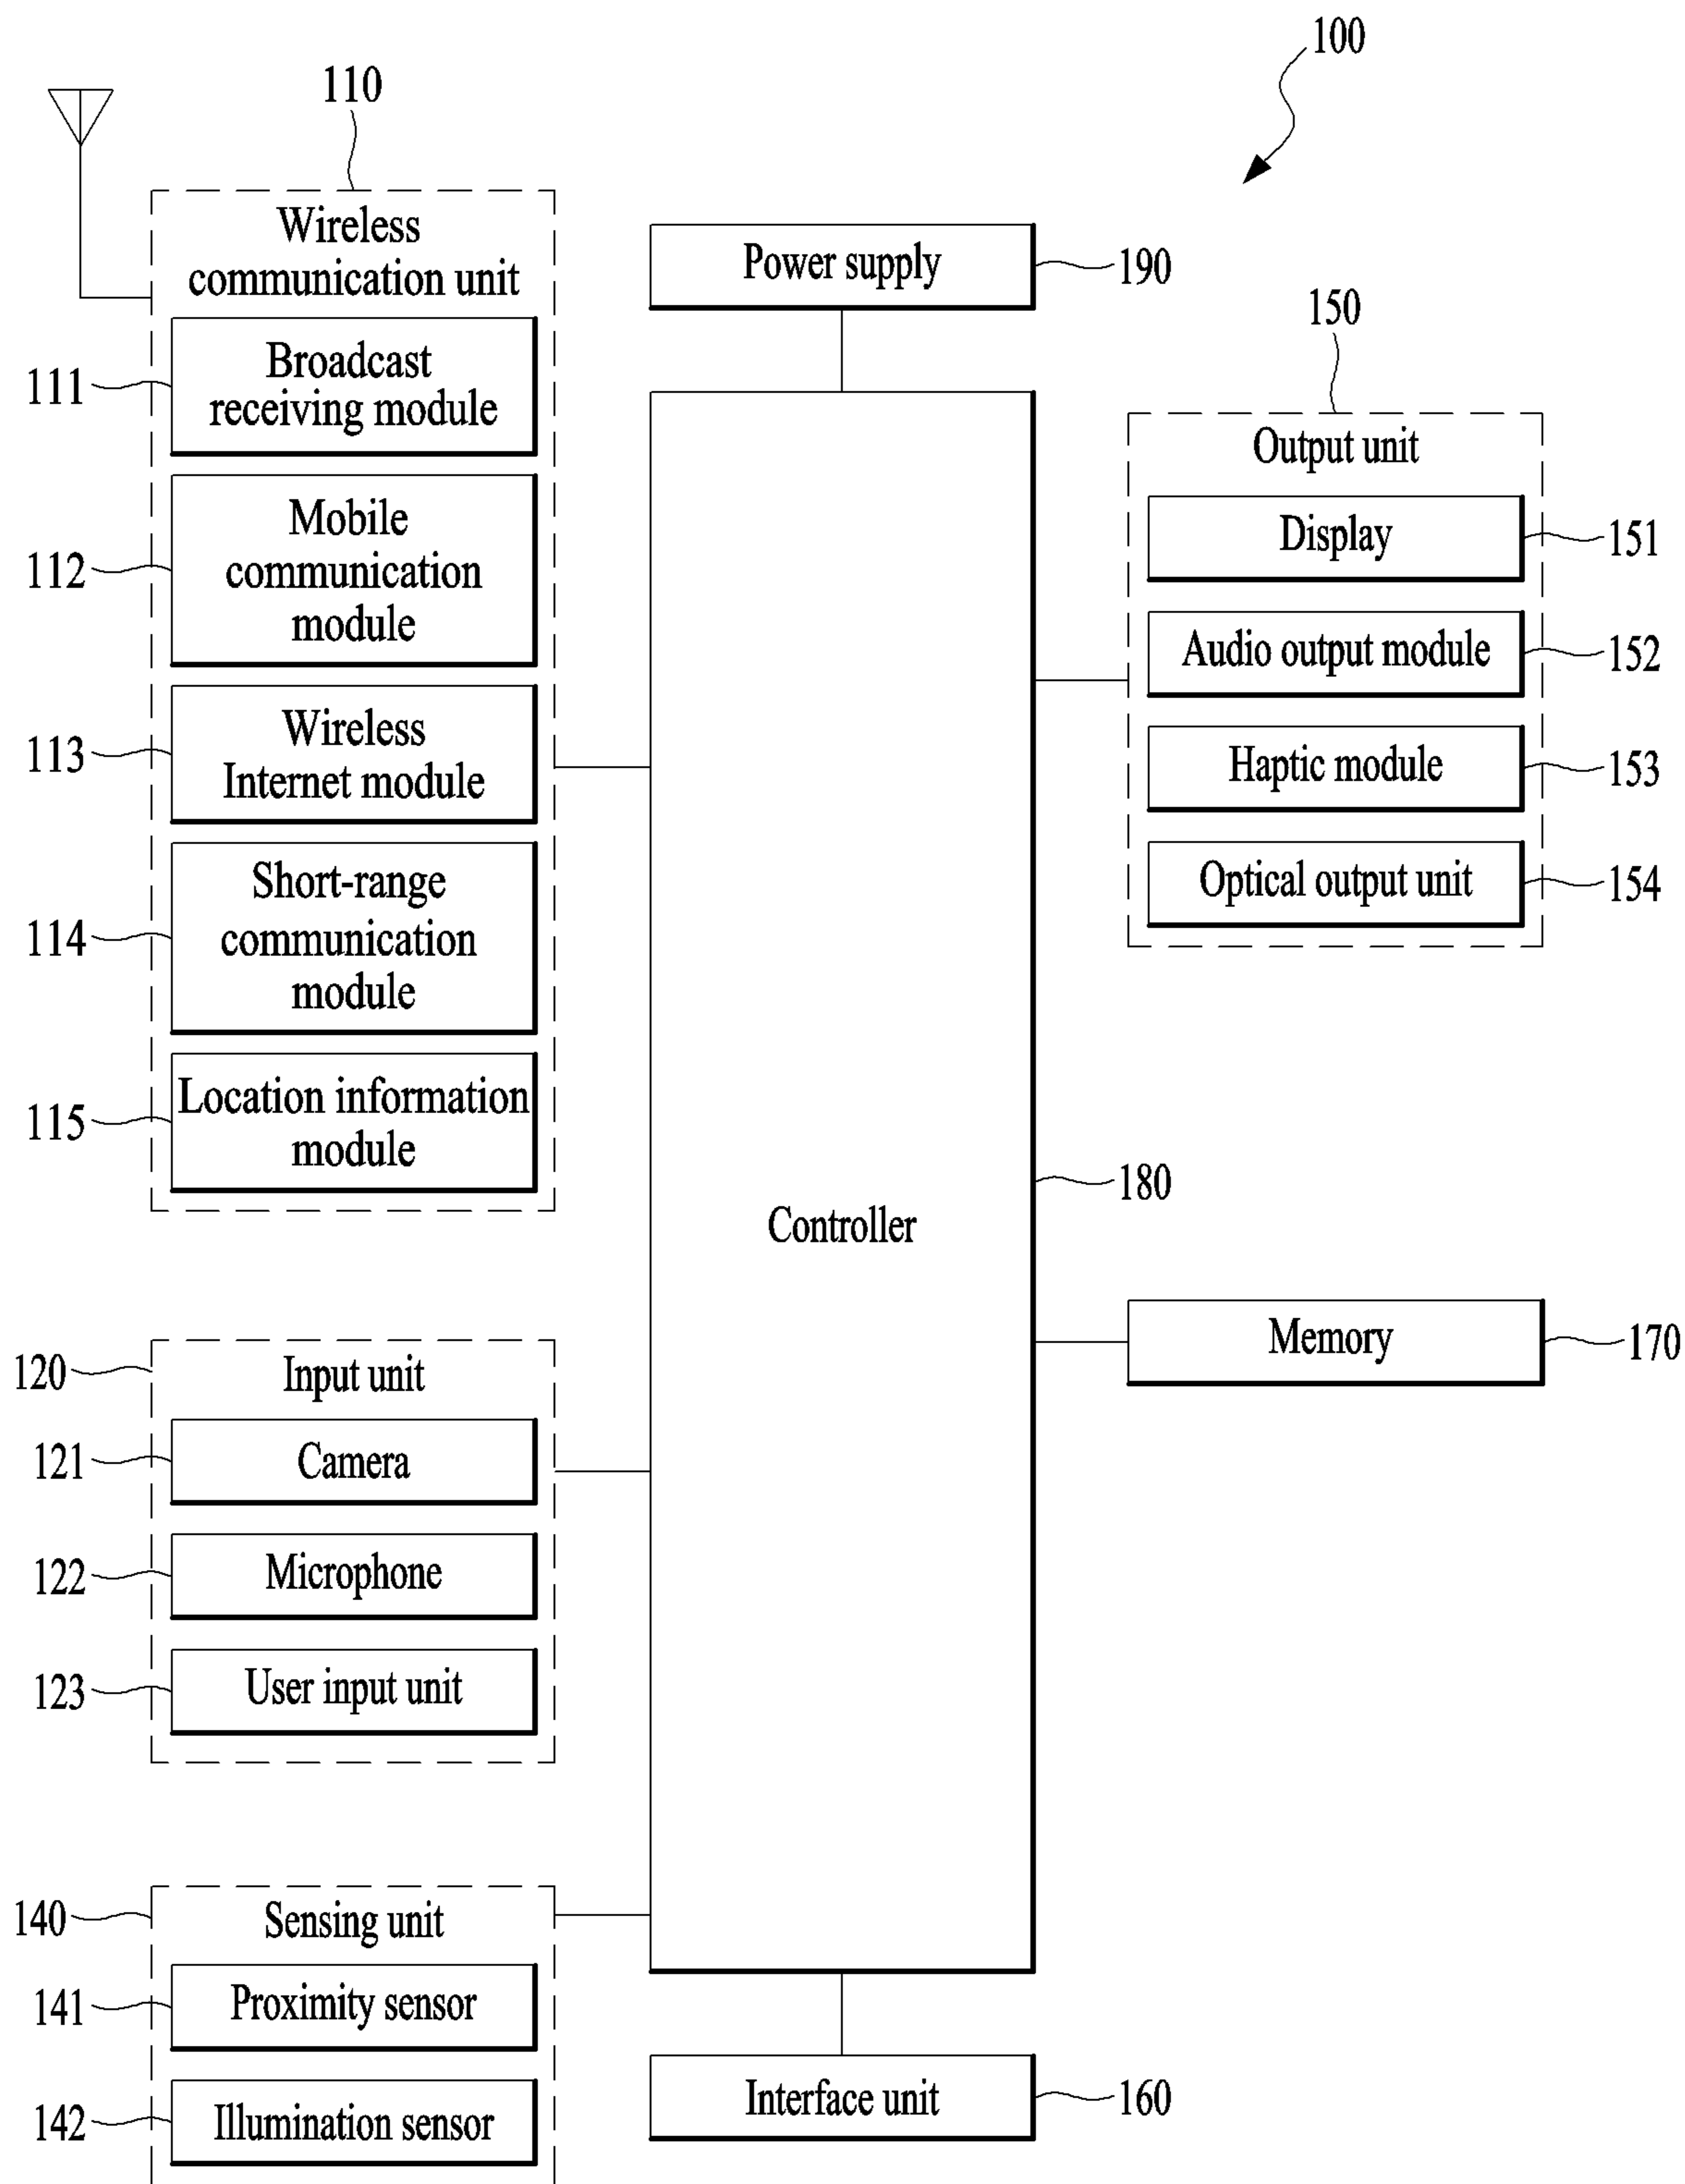 100
110
Wireless
communication unit
111
Broadcast
receiving module
112
Mobile
communication
module
113
Wireless
Internet module
114
Short-range
communication
module
115
Location information
module
120
Input unit
121
Camera
122
Microphone
123
User input unit
140
Sensing unit
141
Proximity sensor
142
Illumination sensor
Power supply
190
Controller
180
Interface unit
160
150
Output unit
Display
151
Audio output module
152
Haptic module
153
Optical output unit
154
Memory
170